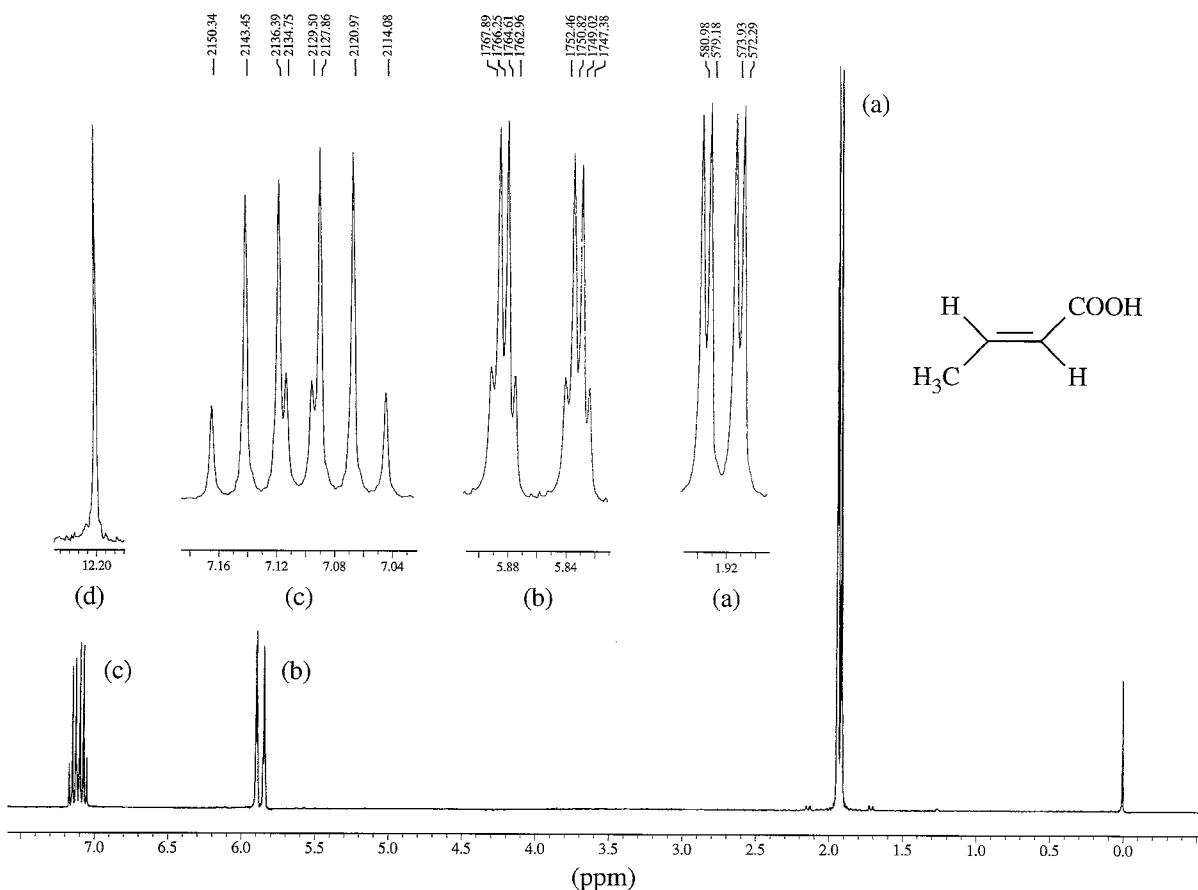 2150.34
2143.45
2136.39
2134.75
2129.50
2127.86
2120.97
2114.08
1767.89
1766.25
1764.61
1762.96
1752.46
1750.82
1749.02
1747.38
580.98
579.18
573.93
572.29
(a)
H
COOH
H₃C
H
12.20
7.16 7.12 7.08 7.04
5.88 5.84
1.92
(d) (c) (b) (a)
(c) (b)
7.0 6.0 5.5 5.0 4.5 4.0 3.5 3.0 2.5 2.0 1.5 1.0 0.5 0.0
(ppm)